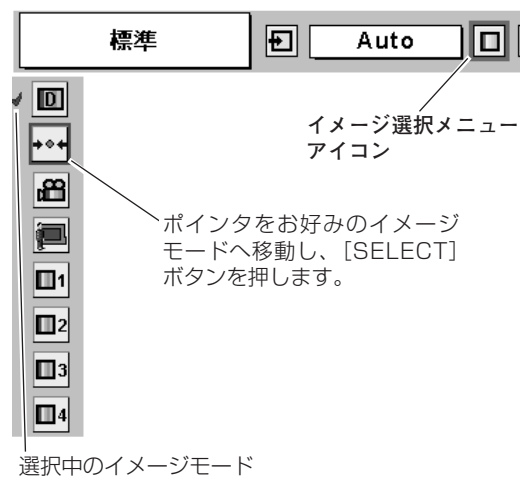 標準
Auto
イメージ選択メニュー
アイコン
D
ポインタをお好みのイメージ
モードへ移動し、［SELECT］
ボタンを押します。
1
2
3
4
選択中のイメージモード